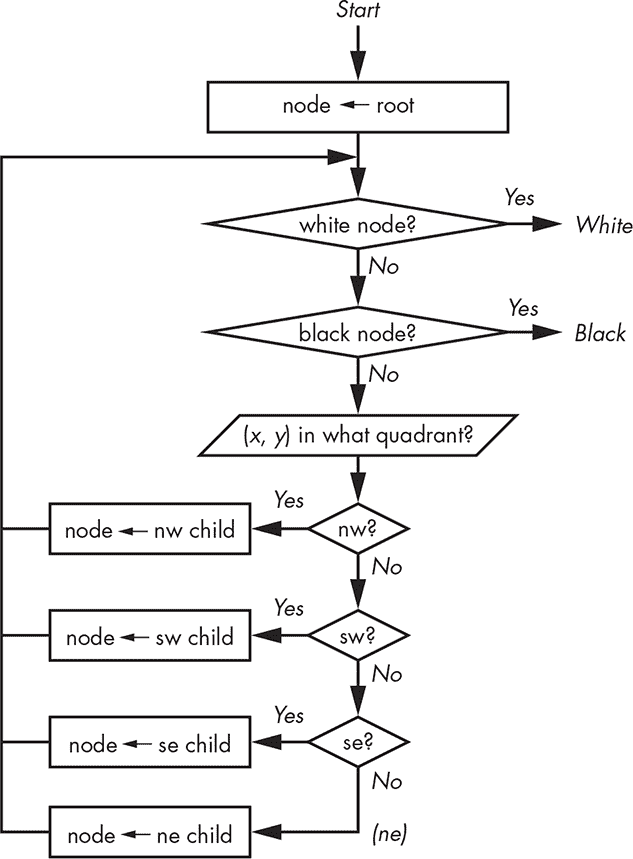 Start
node ← root
white node?
Yes
White
No
black node?
Yes
Black
No
(x, y) in what quadrant?
nw?
Yes
node ← nw child
No
sw?
Yes
node ← sw child
No
se?
Yes
node ← se child
No
(ne)
node ← ne child